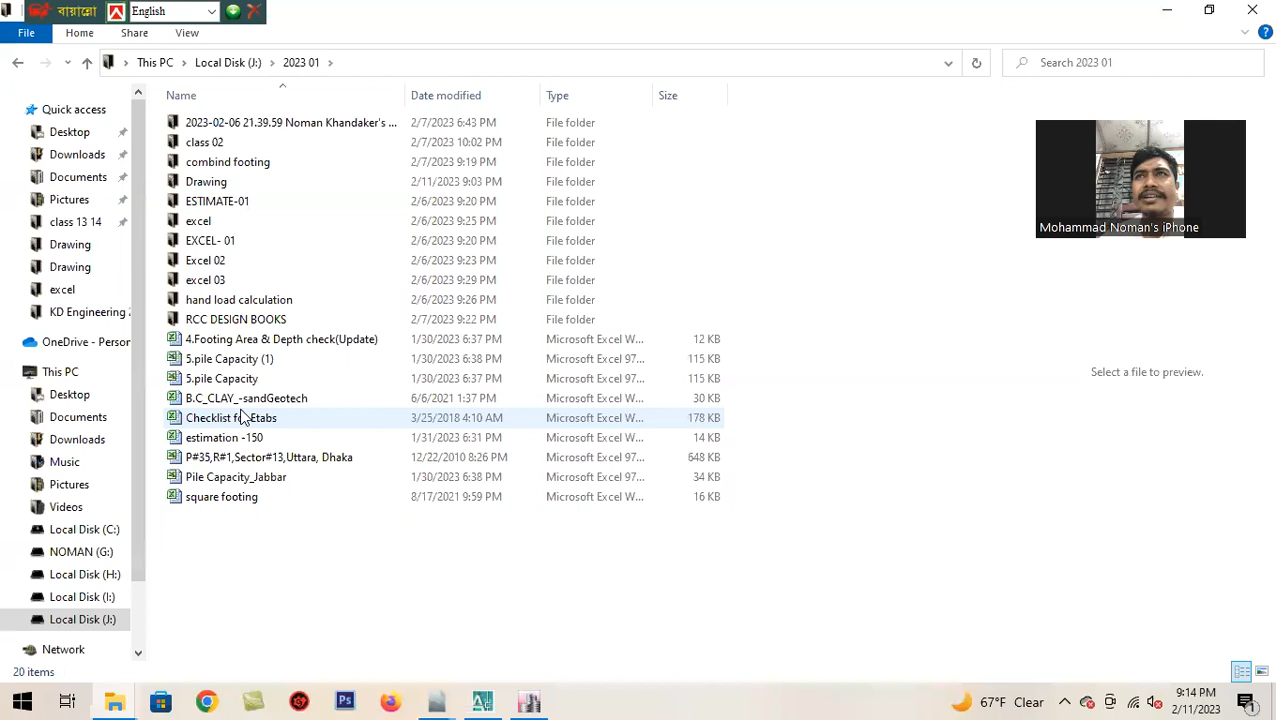 বায়ান্নো English
File Home Share View
This PC > Local Disk (J:) > 2023 01 >
Search 2023 01
Name Date modified Type Size
Quick access
Desktop
Downloads
Documents
Pictures
class 13 14
Drawing
Drawing
excel
KD Engineering 2
OneDrive - Person
This PC
Desktop
Documents
Downloads
Music
Pictures
Videos
Local Disk (C:)
NOMAN (G:)
Local Disk (H:)
Local Disk (I:)
Local Disk (J:)
Network
2023-02-06 21.39.59 Noman Khandaker's ... 2/7/2023 6:43 PM File folder
class 02 2/7/2023 10:02 PM File folder
combind footing 2/7/2023 9:19 PM File folder
Drawing 2/11/2023 9:03 PM File folder
ESTIMATE-01 2/8/2023 9:20 PM File folder
excel 2/6/2023 9:25 PM File folder
EXCEL- 01 2/6/2023 9:20 PM File folder
Excel 02 2/6/2023 9:23 PM File folder
excel 03 2/6/2023 9:29 PM File folder
hand load calculation 2/6/2023 9:26 PM File folder
RCC DESIGN BOOKS 2/7/2023 9:22 PM File folder
4.Footing Area & Depth check(Update) 1/30/2023 6:37 PM Microsoft Excel W... 12 KB
5.pile Capacity (1) 1/30/2023 6:38 PM Microsoft Excel 97... 115 KB
5.pile Capacity 1/30/2023 6:37 PM Microsoft Excel 97... 115 KB
B.C_CLAY_-sandGeotech 6/6/2021 1:37 PM Microsoft Excel W... 30 KB
Checklist for Etabs 3/25/2018 4:10 AM Microsoft Excel W... 178 KB
estimation -150 1/31/2023 6:31 PM Microsoft Excel W... 14 KB
P#35,R#1,Sector#13,Uttara, Dhaka 12/22/2010 8:26 PM Microsoft Excel 97... 648 KB
Pile Capacity_Jabbar 1/30/2023 6:38 PM Microsoft Excel 97... 34 KB
square footing 8/17/2021 9:59 PM Microsoft Excel W... 16 KB
Mohammad Noman's iPhone
Select a file to preview.
20 items
67°F Clear
9:14 PM
2/11/2023
1